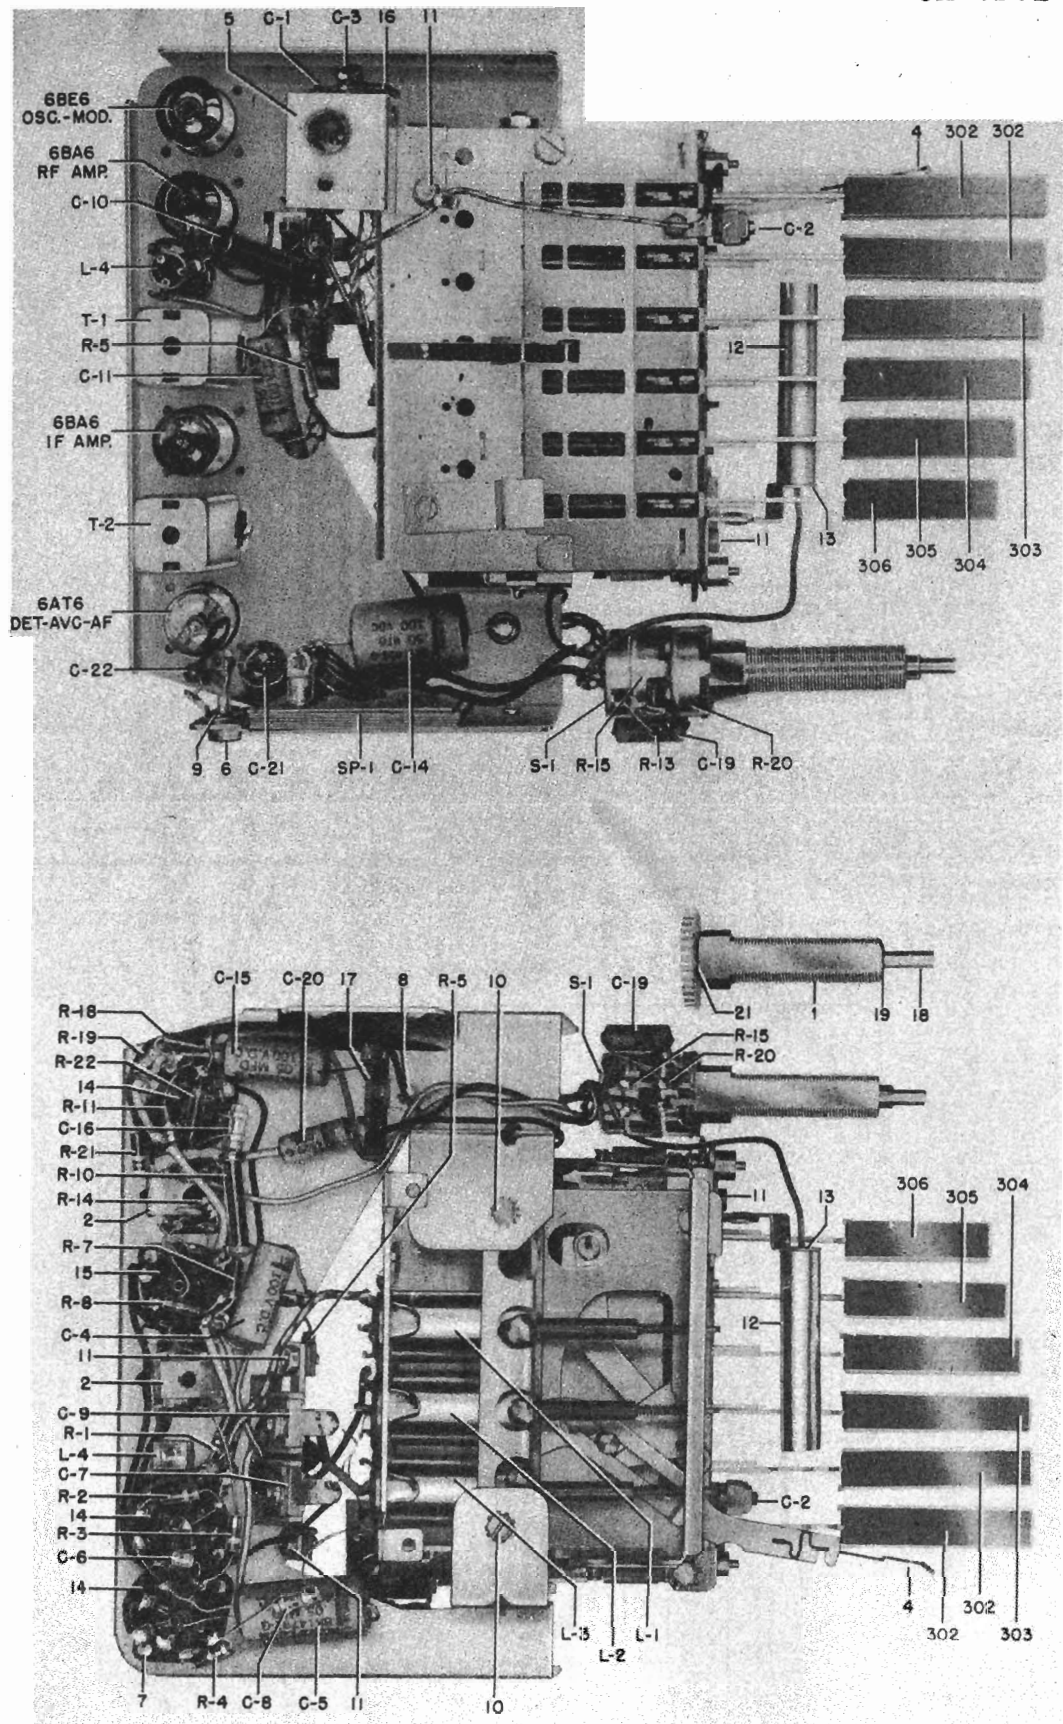 5 C-1 C-3 16 11
6BE6
OSC.-MOD.
4 302 302
6BA6
RF AMP.
C-10
C-2
L-4
T-1
R-5
12
C-11
6BA6
IF AMP.
T-2
11 13 306 305 304 303
6AT6
DET-AVC-AF
100 VDC
C-22
9 6 C-21 SP-1 C-14 S-1 R-15 R-13 C-19 R-20
C-15 C-20 17 8 R-5 10 S-1 C-19
21 1 19 18
R-18
R-19
R-15
R-22
R-20
14
R-11
C-16
R-21
R-10
R-14
2
11 13 306 305 304
R-7
15
R-8
C-4
12
11
2
C-9
R-1
L-4
C-7
R-2
C-2
14
R-3
C-6
14
4 302 302 303
L-3 L-2 L-1
7 R-4 C-8 C-5 11 10